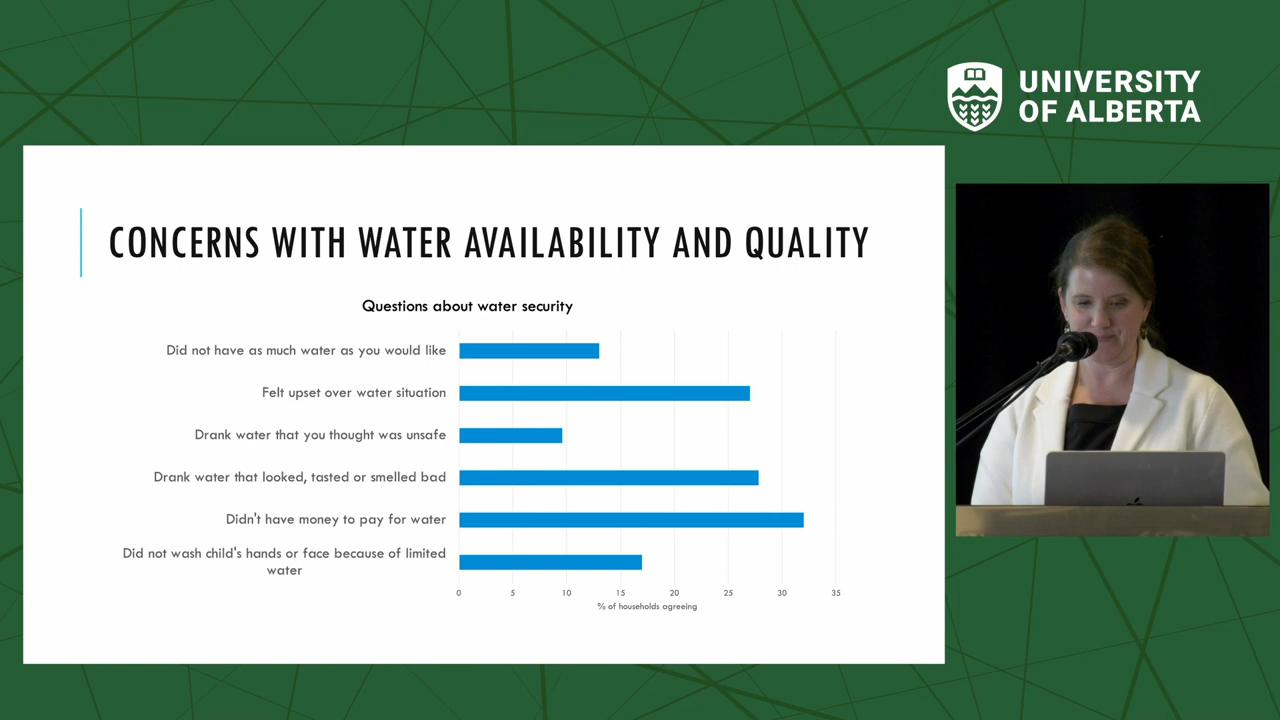 UNIVERSITY
OF ALBERTA
CONCERNS WITH WATER AVAILABILITY AND QUALITY
Questions about water security
Did not have as much water as you would like
Felt upset over water situation
Drank water that you thought was unsafe
Drank water that looked, tasted or smelled bad
Didn't have money to pay for water
Did not wash child's hands or face because of limited
water
0 5 10 15 20 25 30 35
% of households agreeing